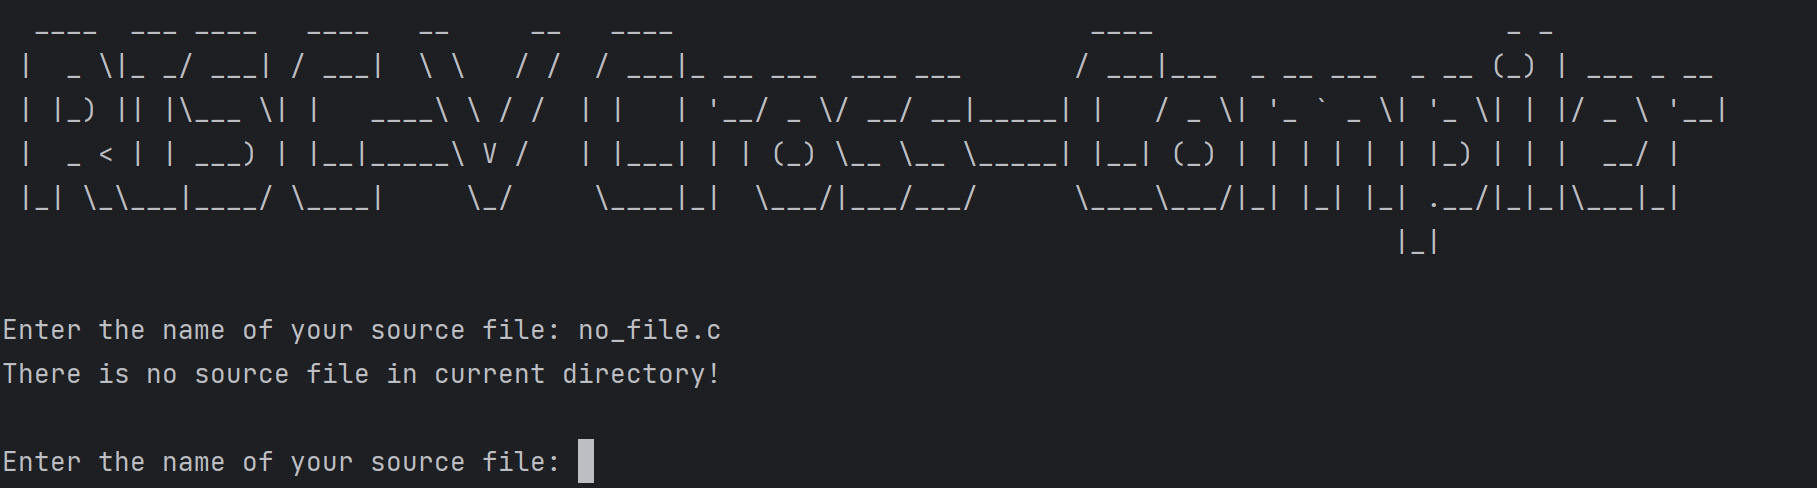 RISC-V Cross-Compiler
Enter the name of your source file: no_file.c
There is no source file in current directory!
Enter the name of your source file: